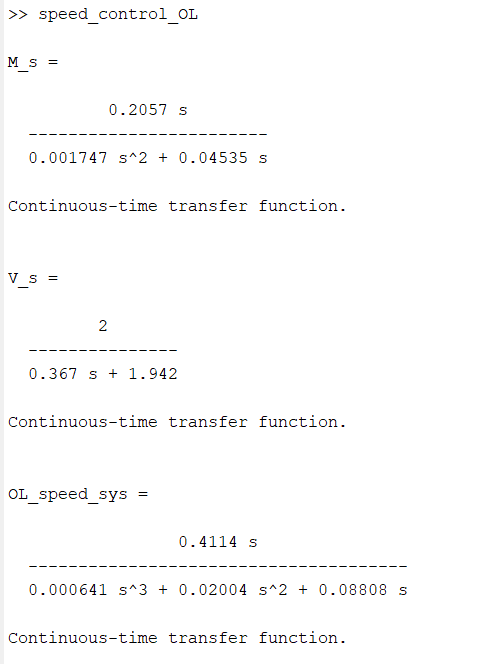 >> speed_control_OL
M_s =
0.2057 s
------------------------
0.001747 s^2 + 0.04535 s
Continuous-time transfer function.
V_s =
2
---------------
0.367 s + 1.942
Continuous-time transfer function.
OL_speed_sys =
0.4114 s
--------------------------------------
0.000641 s^3 + 0.02004 s^2 + 0.08808 s
Continuous-time transfer function.